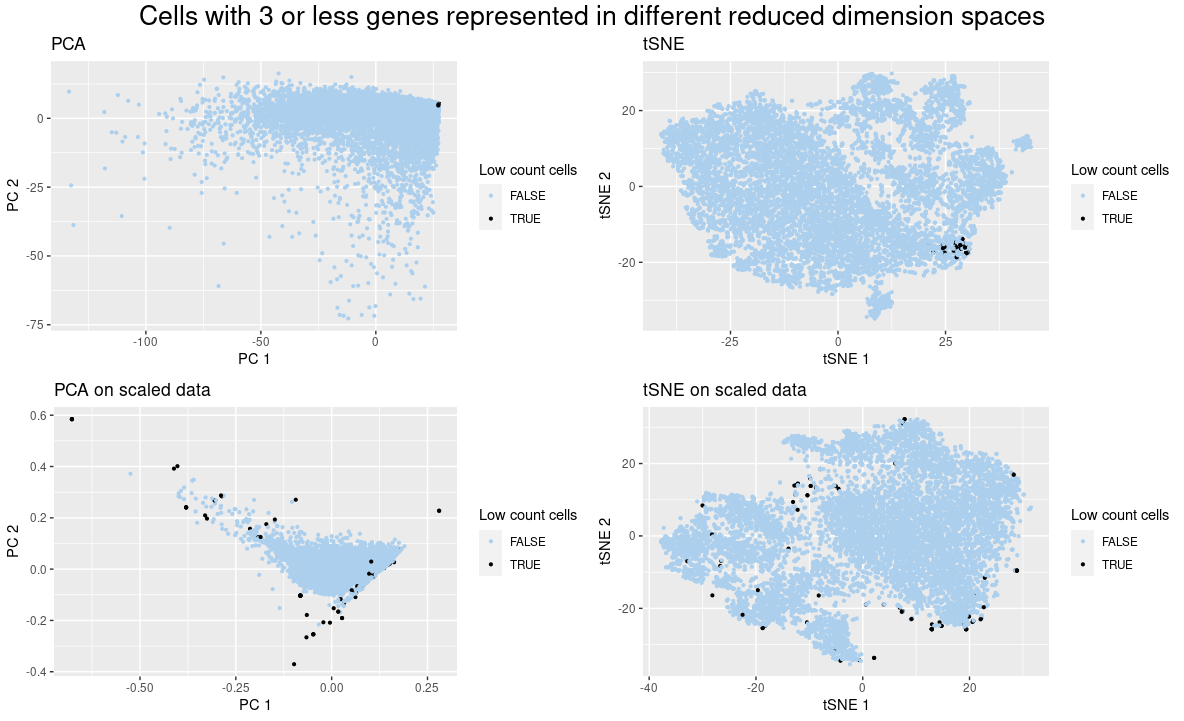 Cells with 3 or less genes represented in different reduced dimension spaces
PCA
0
-25
-50
-75
PC 2
-100
-50
0
PC 1
Low count cells
FALSE
TRUE
tSNE
20
0
-20
tSNE 2
-25
0
25
tSNE 1
Low count cells
FALSE
TRUE
PCA on scaled data
0.6
0.4
0.2
0.0
-0.2
-0.4
PC 2
-0.50
-0.25
0.00
0.25
PC 1
Low count cells
FALSE
TRUE
tSNE on scaled data
20
0
-20
tSNE 2
-40
-20
0
20
tSNE 1
Low count cells
FALSE
TRUE